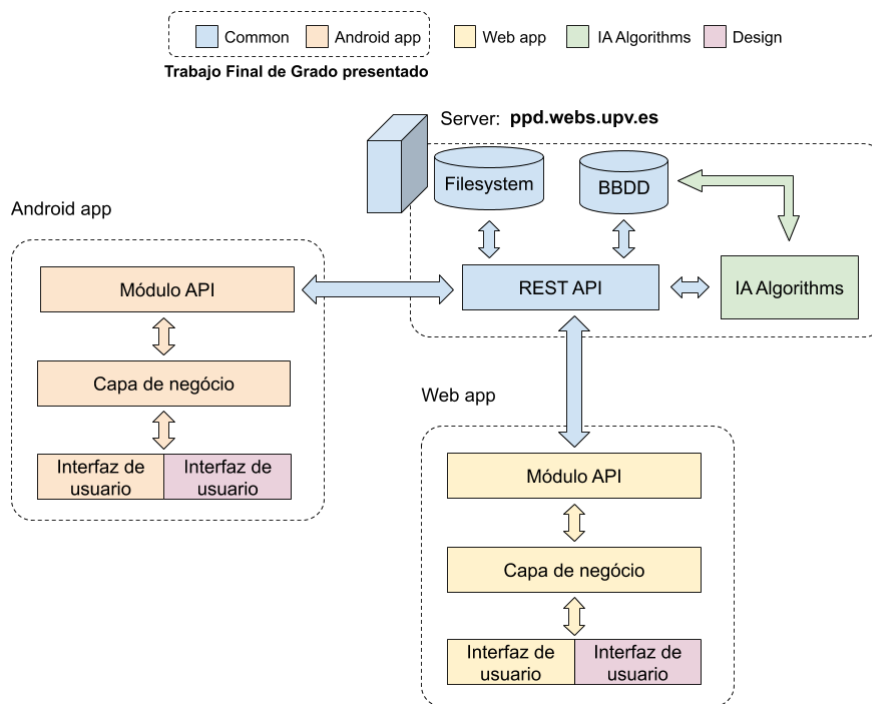 Common
Android app
Web app
IA Algorithms
Design
Trabajo Final de Grado presentado
Server: ppd.webs.upv.es
Filesystem
BBDD
Android app
Módulo API
REST API
IA Algorithms
Capa de negócio
Web app
Interfaz de
usuario
Interfaz de
usuario
Módulo API
Capa de negócio
Interfaz de
usuario
Interfaz de
usuario